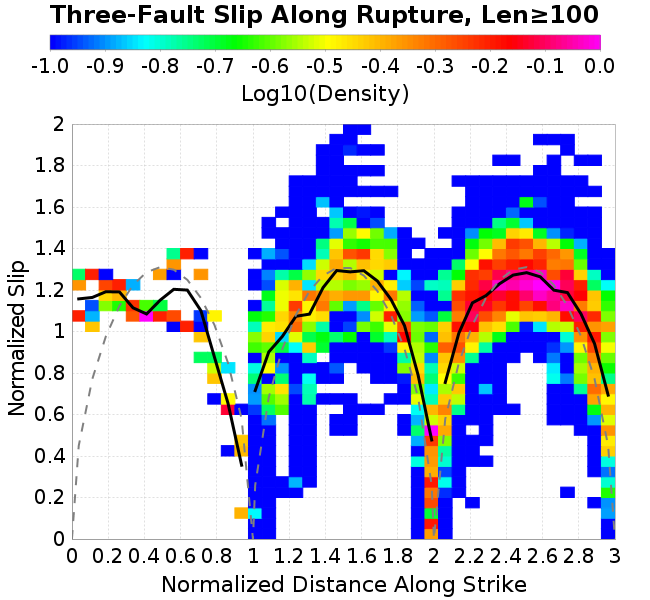 Three-Fault Slip Along Rupture, Len≥100
-1.0 -0.9 -0.8 -0.7 -0.6 -0.5 -0.4 -0.3 -0.2 -0.1 0.0
Log10(Density)
2
1.8
1.6
1.4
1.2
1
0.8
0.6
0.4
0.2
0
Normalized Slip
0 0.2 0.4 0.6 0.8 1 1.2 1.4 1.6 1.8 2 2.2 2.4 2.6 2.8 3
Normalized Distance Along Strike